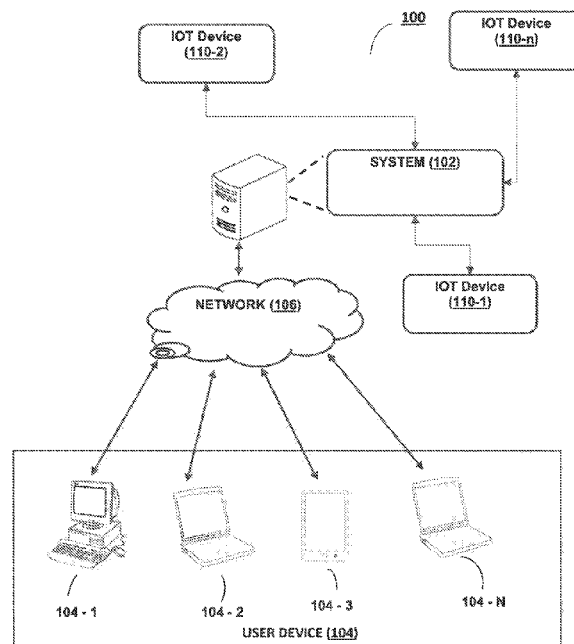 100
IOT Device
(110-2)
IOT Device
(110-n)
SYSTEM (102)
IOT Device
(110-1)
NETWORK (106)
104 - 1
104 - 2
104 - 3
104 - N
USER DEVICE (104)